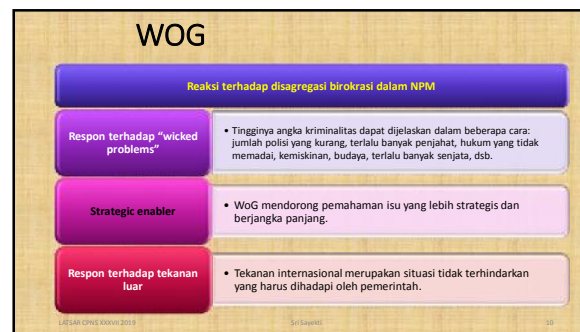 WOG
Reaksi terhadap disagregasi birokrasi dalam NPM
Respon terhadap “wicked
problems”
• Tingginya angka kriminalitas dapat dijelaskan dalam beberapa cara:
jumlah polisi yang kurang, terlalu banyak penjahat, hukum yang tidak
memadai, kemiskinan, budaya, terlalu banyak senjata, dsb.
Strategic enabler
• WoG mendorong pemahaman isu yang lebih strategis dan
berjangka panjang.
Respon terhadap tekanan
luar
• Tekanan internasional merupakan situasi tidak terhindarkan
yang harus dihadapi oleh pemerintah.
LATSAR CPNS XXXVII 2019
Sri Sayekti
10